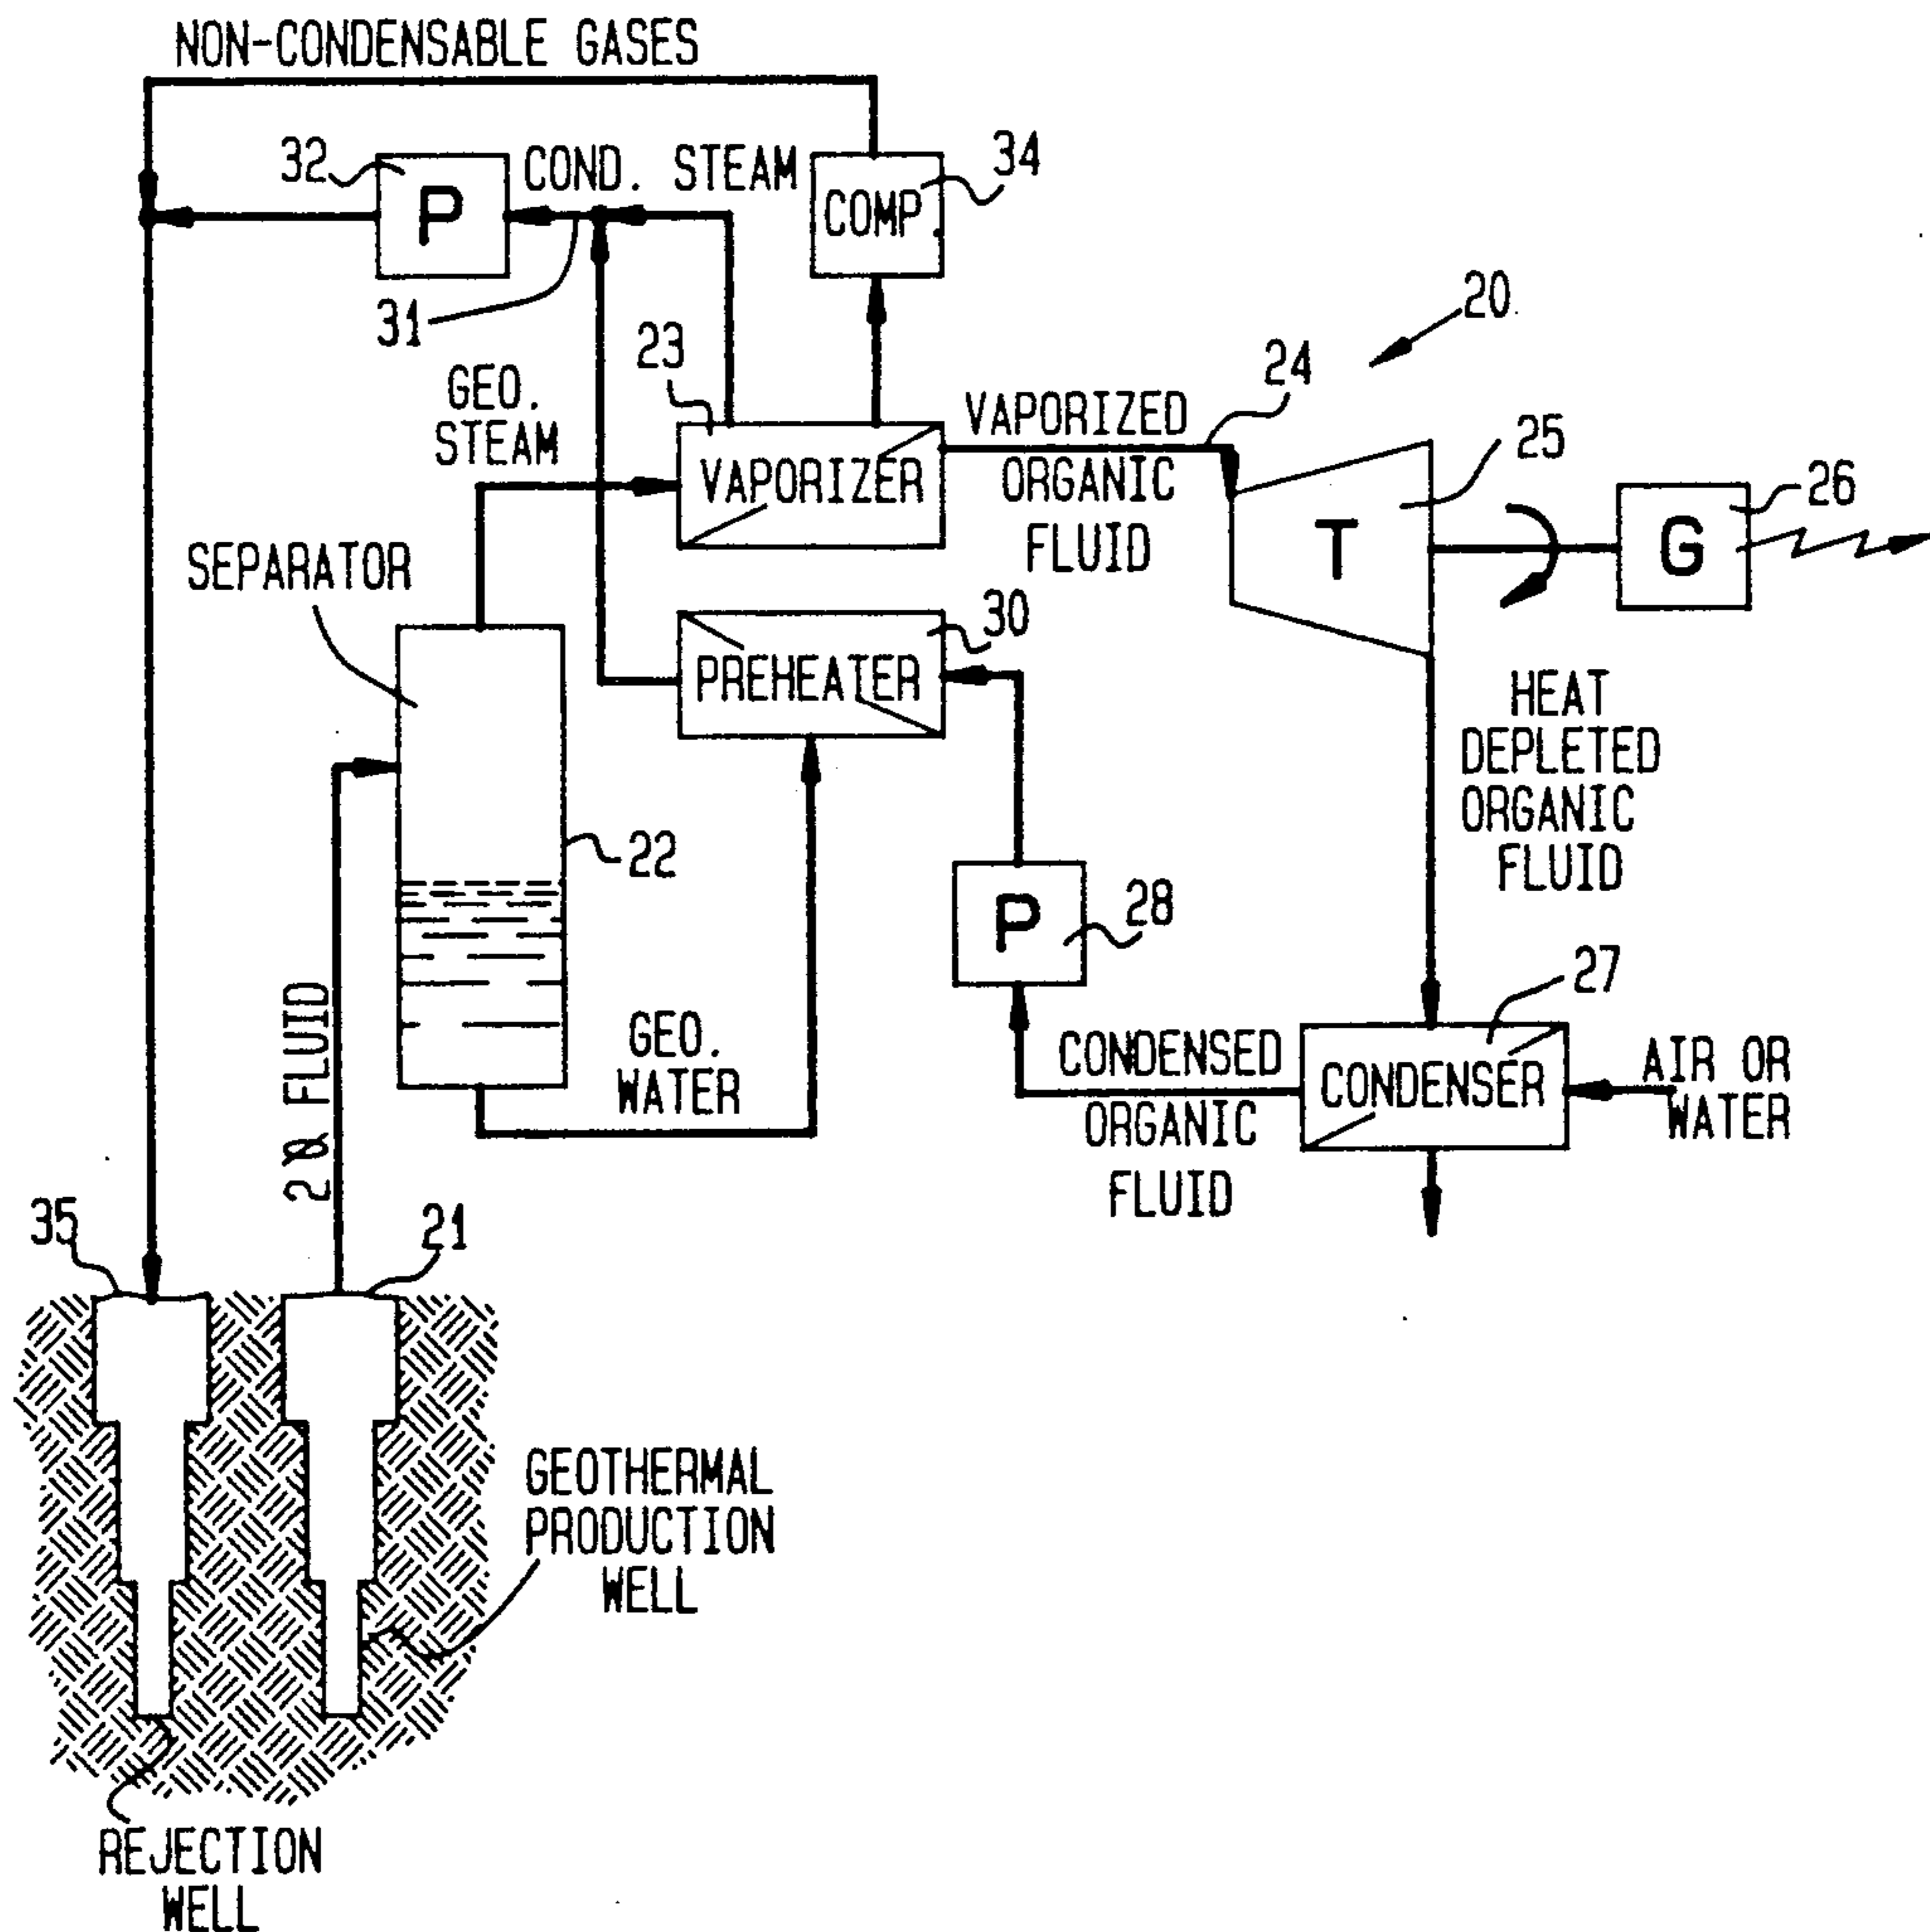 NON-CONDENSABLE GASES
32
P
COND. STEAM
COMP.
34
31
20
23
GEO.
STEAM
VAPORIZER
VAPORIZED
ORGANIC
FLUID
24
25
T
26
G
SEPARATOR
30
PREHEATER
HEAT
DEPLETED
ORGANIC
FLUID
22
P
28
27
2 Ø FLUID
GEO.
WATER
CONDENSED
ORGANIC
FLUID
CONDENSER
AIR OR
WATER
35
21
GEOTHERMAL
PRODUCTION
WELL
REJECTION
WELL